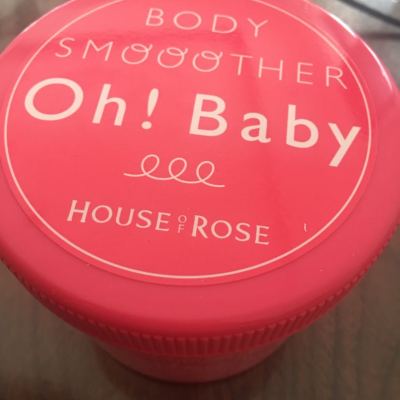 BODY
SMOOOTHER
Oh! Baby
HOUSE OF ROSE